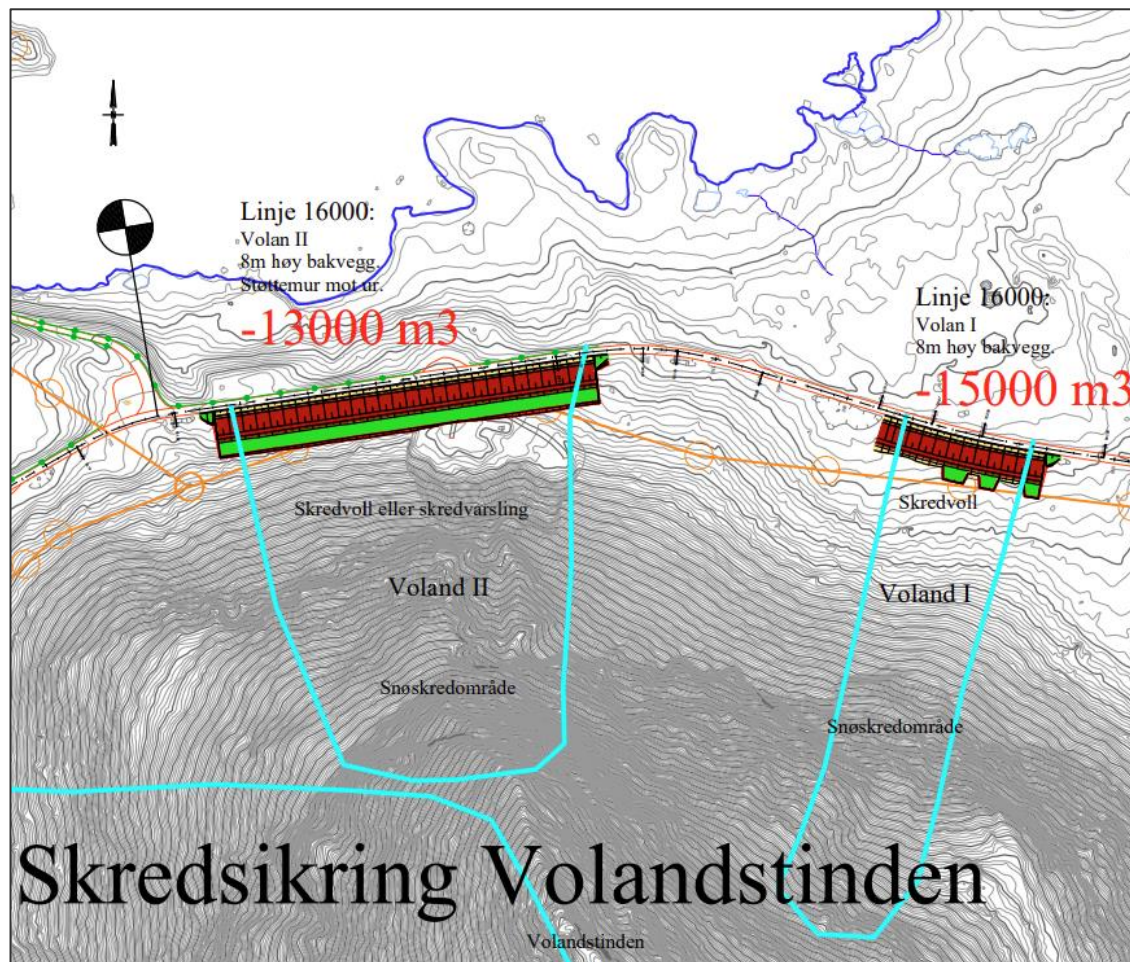 Linje 16000:
Volan II
8m høy bakvegg.
Støttemur mot ur.
-13000 m3
Linje 16000:
Volan I
8m høy bakvegg.
-15000 m3
Skredvoll eller skredvarsling
Skredvoll
Voland II
Voland I
Snøskredområde
Snøskredområde
Skredsikring Volandstinden
Volandstinden